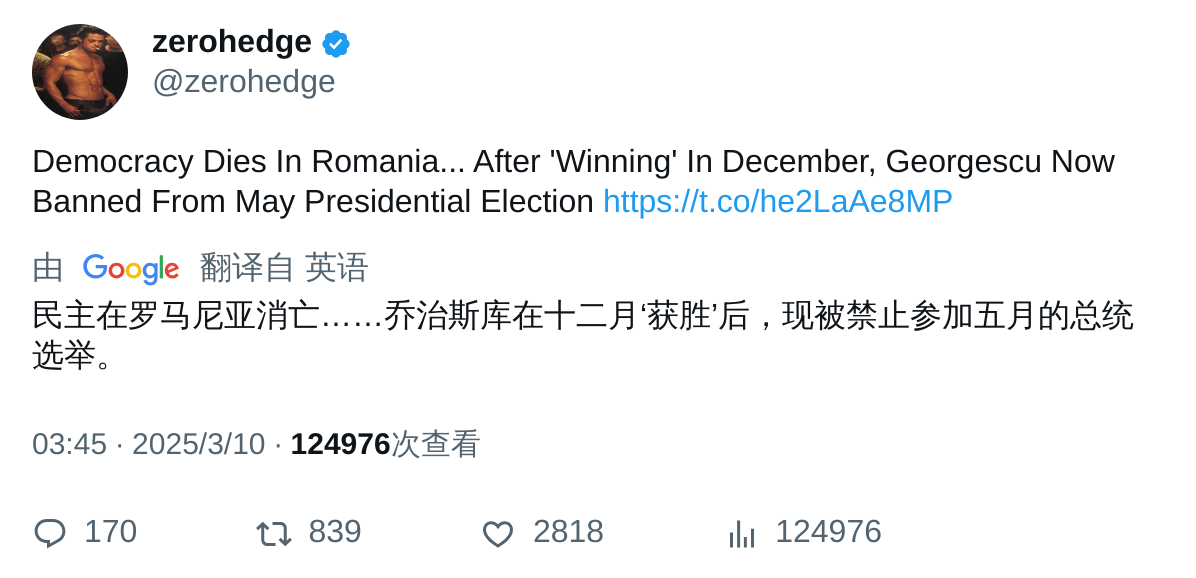 zerohedge
@zerohedge
Democracy Dies In Romania... After 'Winning' In December, Georgescu Now
Banned From May Presidential Election https://t.co/he2LaAe8MP
由 Google 翻译自 英语
民主在罗马尼亚消亡……乔治斯库在十二月‘获胜’后，现被禁止参加五月的总统
选举。
03:45 · 2025/3/10 · 124976次查看
170 839 2818 124976